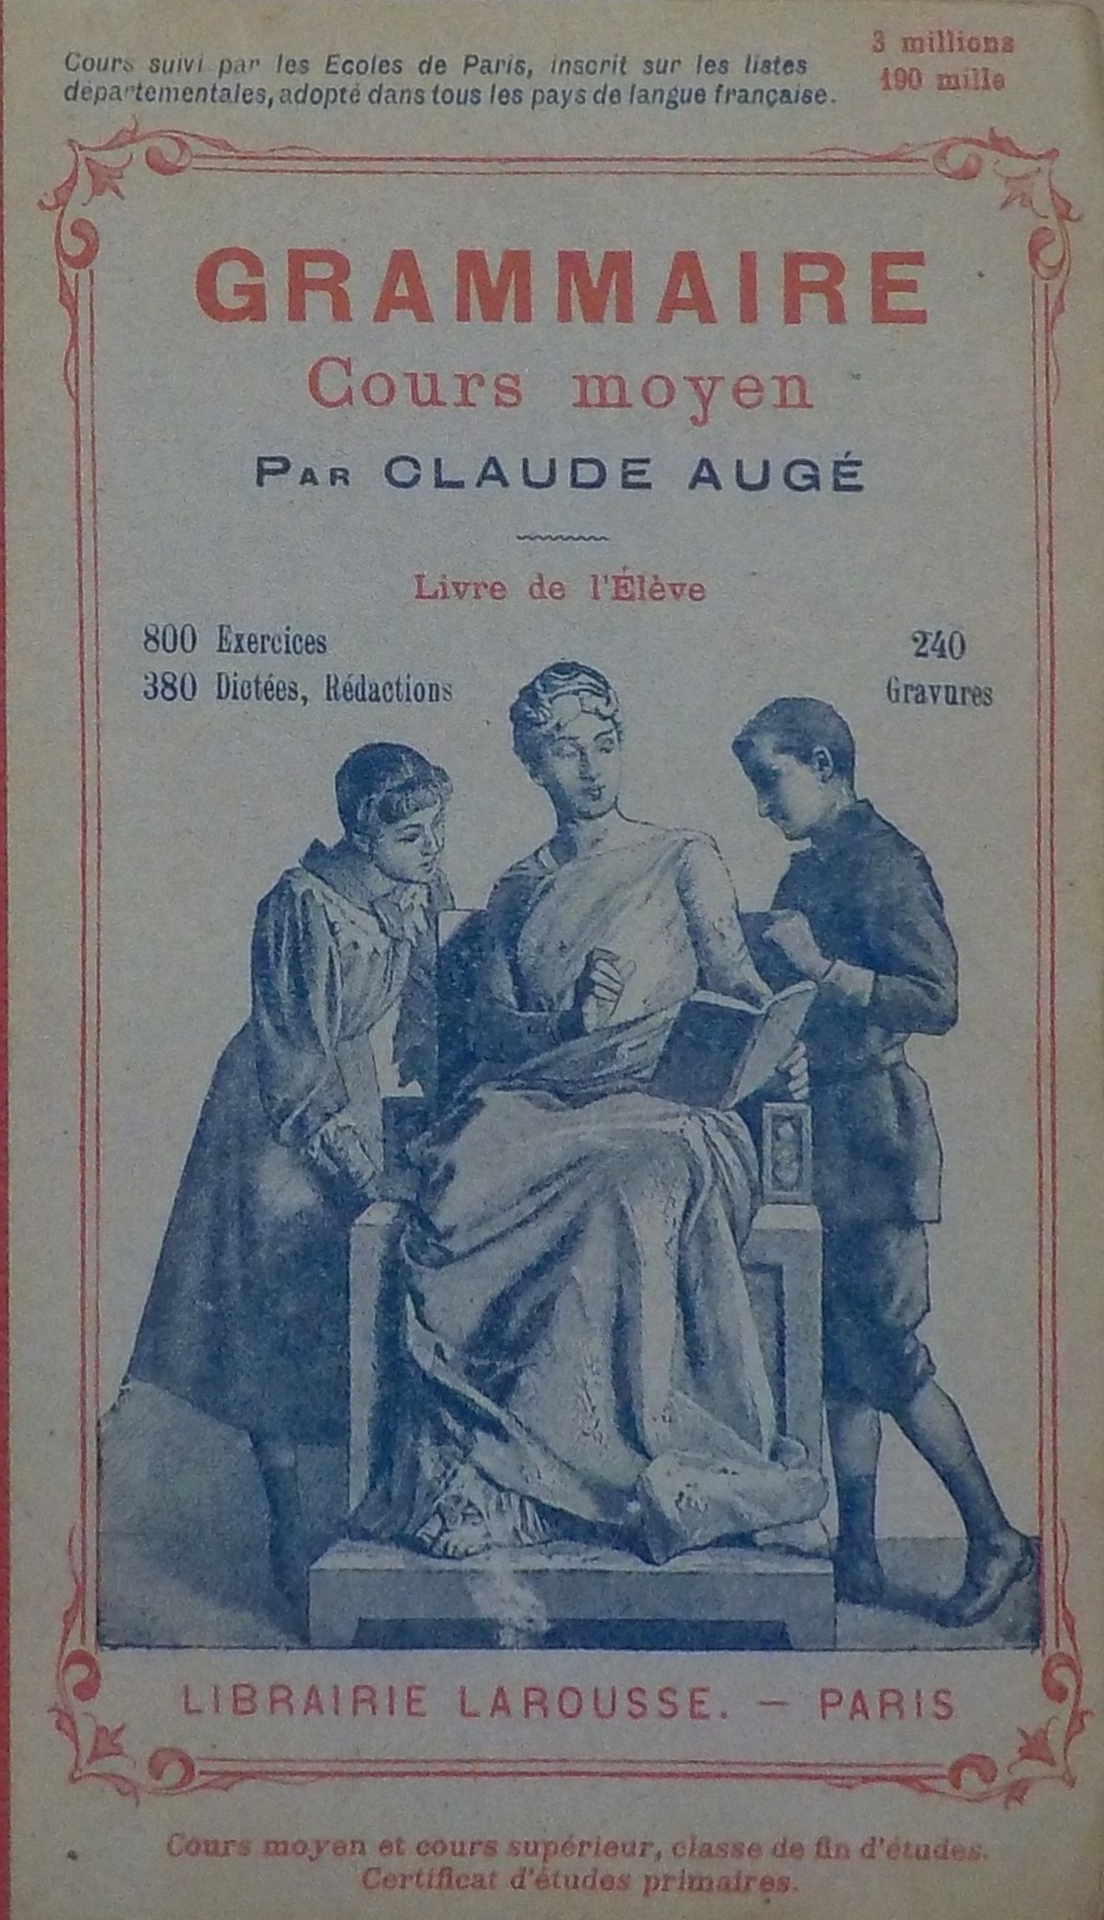 Cours suivi par les Ecoles de Paris, inscrit sur les listes
départementales, adopté dans tous les pays de langue française.
3 millions
190 mille
GRAMMAIRE
Cours moyen
PAR CLAUDE AUGÉ
Livre de l'Élève
800 Exercices
380 Dictées, Rédactions
240
Gravures
LIBRAIRIE LAROUSSE. — PARIS
Cours moyen et cours supérieur, classe de fin d'études.
Certificat d'études primaires.